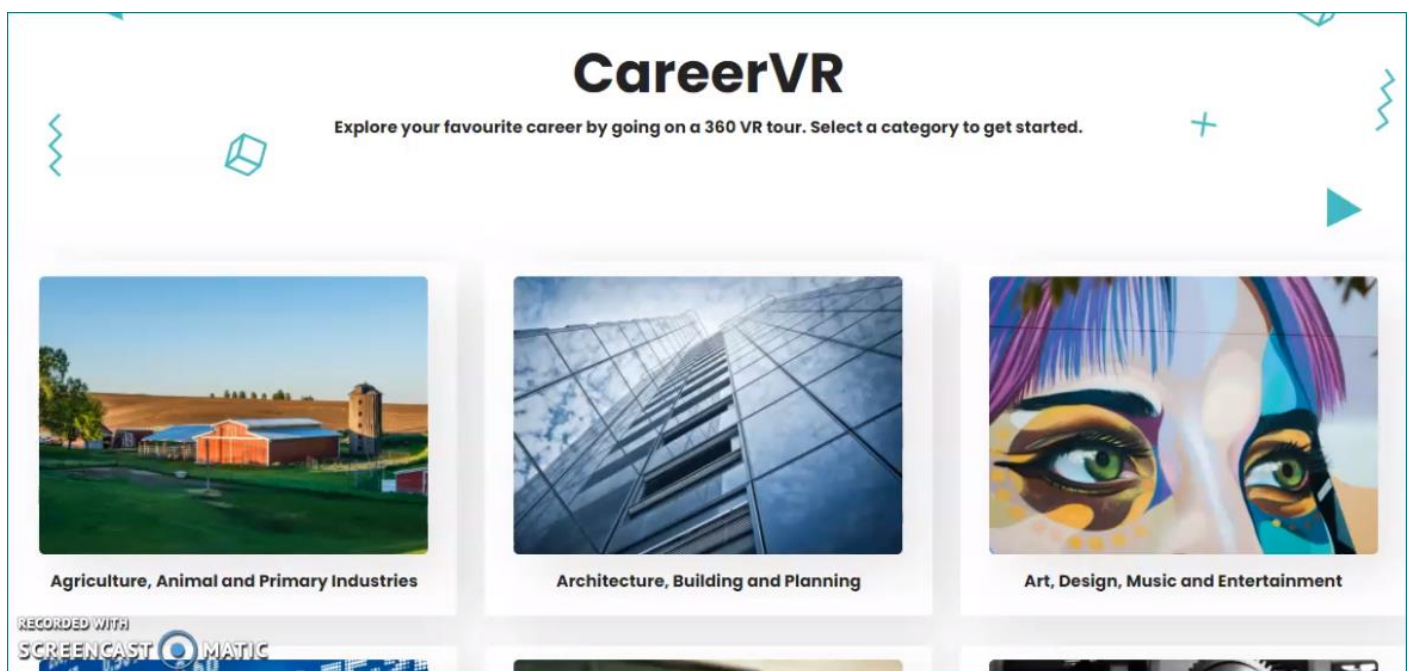 CareerVR
Explore your favourite career by going on a 360 VR tour. Select a category to get started.
Agriculture, Animal and Primary Industries
Architecture, Building and Planning
Art, Design, Music and Entertainment
RECORDED WITH
SCREENCAST MATIC